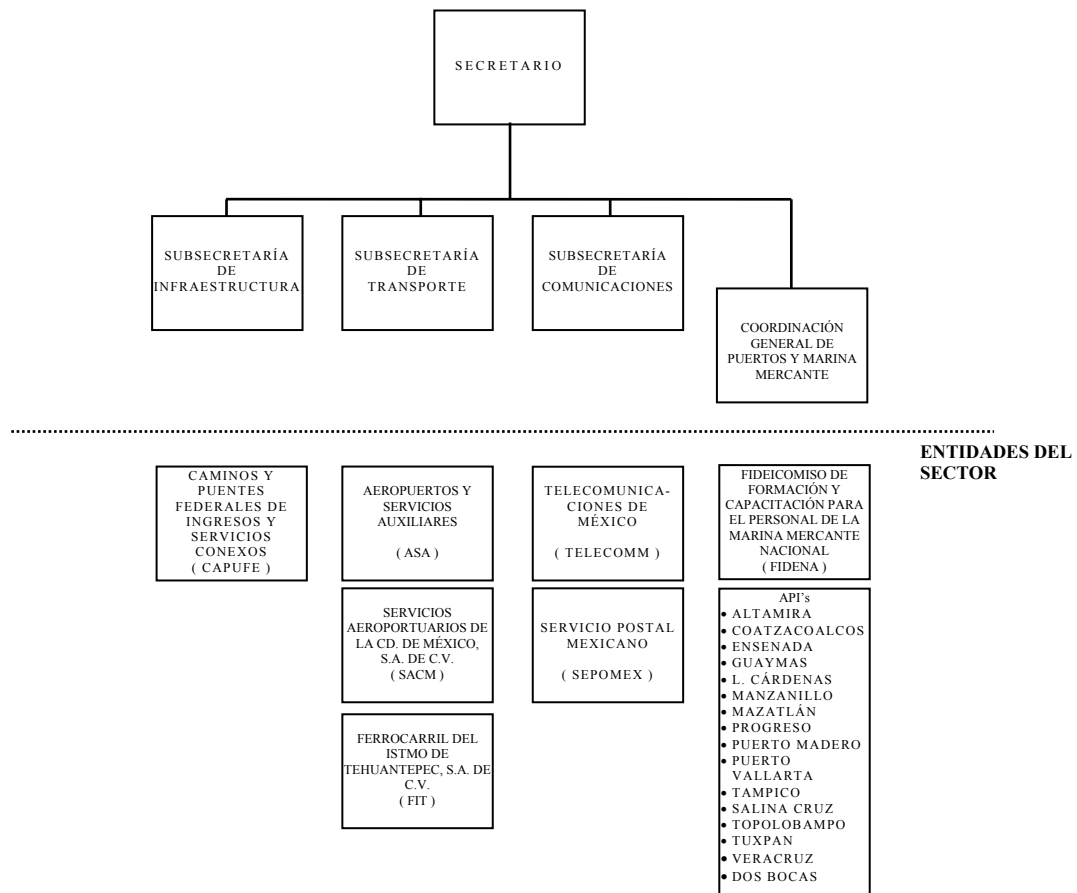 SECRETARIO
SUBSECRETARÍA
DE
INFRAESTRUCTURA
SUBSECRETARÍA
DE
TRANSPORTE
SUBSECRETARÍA
DE
COMUNICACIONES
COORDINACIÓN
GENERAL DE
PUERTOS Y MARINA
MERCANTE
ENTIDADES DEL
SECTOR
CAMINOS Y
PUENTES
FEDERALES DE
INGRESOS Y
SERVICIOS
CONEXOS
( CAPUFE )
AEROPUERTOS Y
SERVICIOS
AUXILIARES
( ASA )
TELECOMUNICA-
CIONES DE
MÉXICO
( TELECOMM )
FIDEICOMISO DE
FORMACIÓN Y
CAPACITACIÓN PARA
EL PERSONAL DE LA
MARINA MERCANTE
NACIONAL
( FIDENA )
SERVICIOS
AEROPORTUARIOS DE
LA CD. DE MÉXICO,
S.A. DE C.V.
( SACM )
SERVICIO POSTAL
MEXICANO
( SEPOMEX )
API's
• ALTAMIRA
• COATZACOALCOS
• ENSENADA
• GUAYMAS
• L. CÁRDENAS
• MANZANILLO
• MAZATLÁN
• PROGRESO
• PUERTO MADERO
• PUERTO
VALLARTA
• TAMPICO
• SALINA CRUZ
• TOPOLOBAMPO
• TUXPAN
• VERACRUZ
• DOS BOCAS
FERROCARRIL DEL
ISTMO DE
TEHUANTEPEC, S.A. DE
C.V.
( FIT )